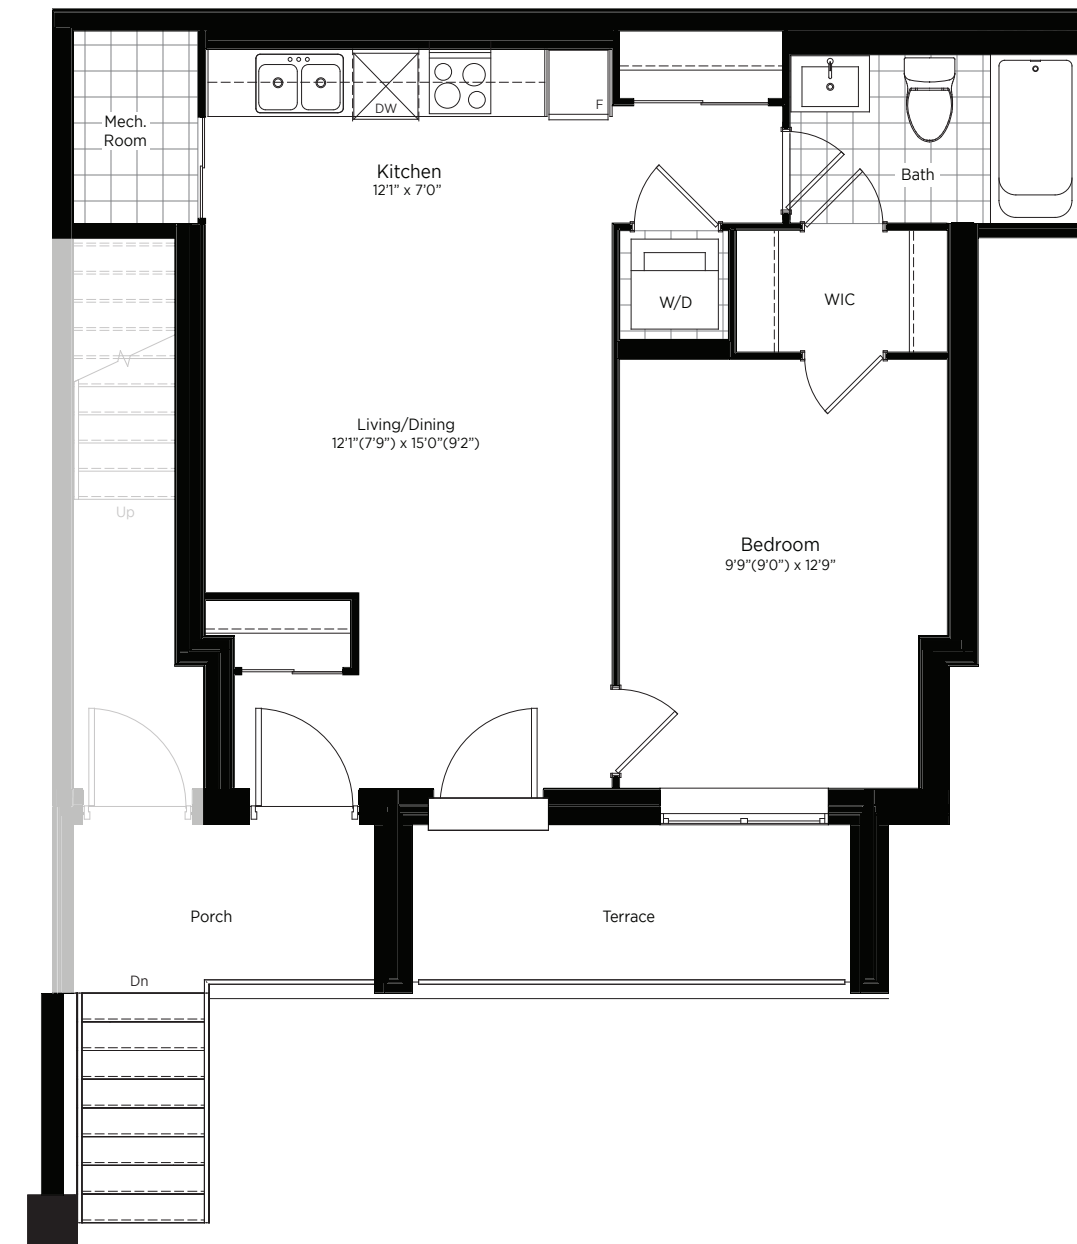 Mech.
Room
DW
F
Kitchen
12'1" x 7'0"
Bath
W/D
WIC
Living/Dining
12'1"(7'9") x 15'0"(9'2")
Up
Bedroom
9'9"(9'0") x 12'9"
Porch
Terrace
Dn